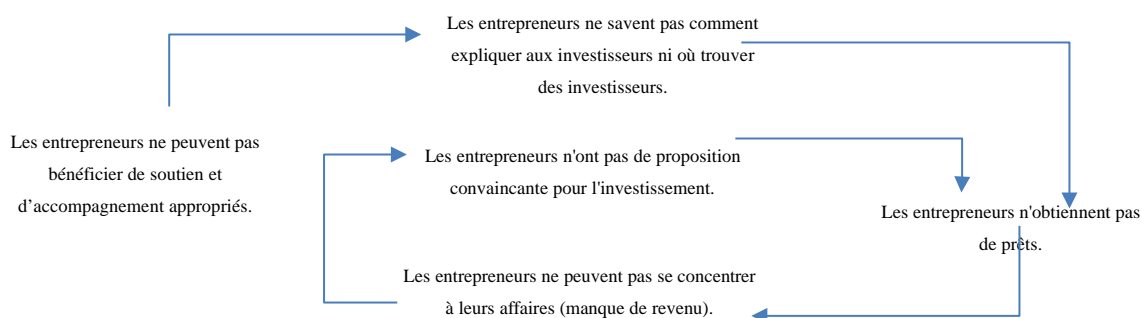 Les entrepreneurs ne savent pas comment
expliquer aux investisseurs ni où trouver
des investisseurs.
Les entrepreneurs ne peuvent pas
bénéficier de soutien et
d’accompagnement appropriés.
Les entrepreneurs n'ont pas de proposition
convaincante pour l'investissement.
Les entrepreneurs n'obtiennent pas
de prêts.
Les entrepreneurs ne peuvent pas se concentrer
à leurs affaires (manque de revenu).